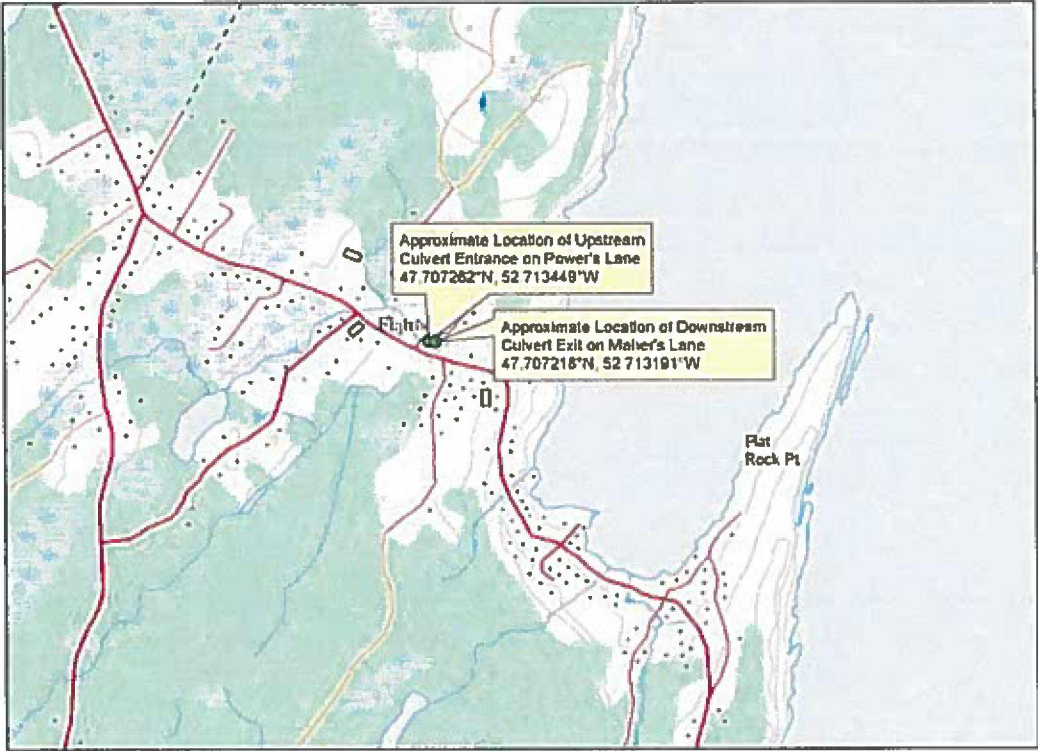 Approximate Location of Upstream
Culvert Entrance on Power's Lane
47.707262°N, 52 713449°W
Approximate Location of Downstream
Culvert Exit on Maher's Lane
47.707216°N, 52 713191°W
Flat
Rock Pt